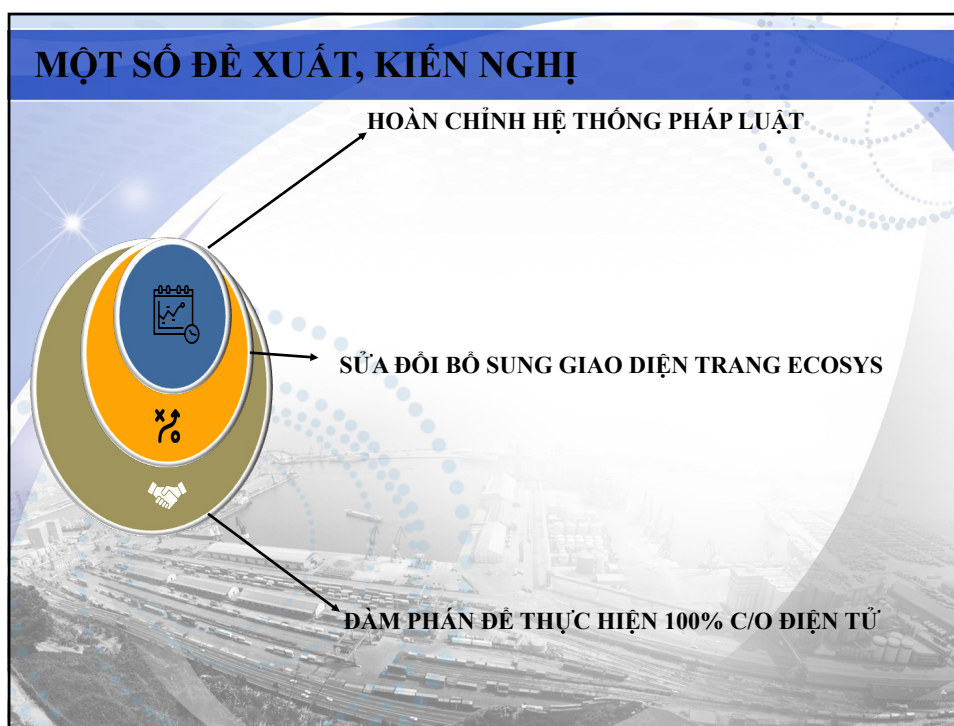 MỘT SỐ ĐỀ XUẤT, KIẾN NGHỊ
HOÀN CHỈNH HỆ THỐNG PHÁP LUẬT
SỬA ĐỔI BỔ SUNG GIAO DIỆN TRANG ECOSYS
ĐÀM PHÁN ĐỂ THỰC HIỆN 100% C/O ĐIỆN TỬ